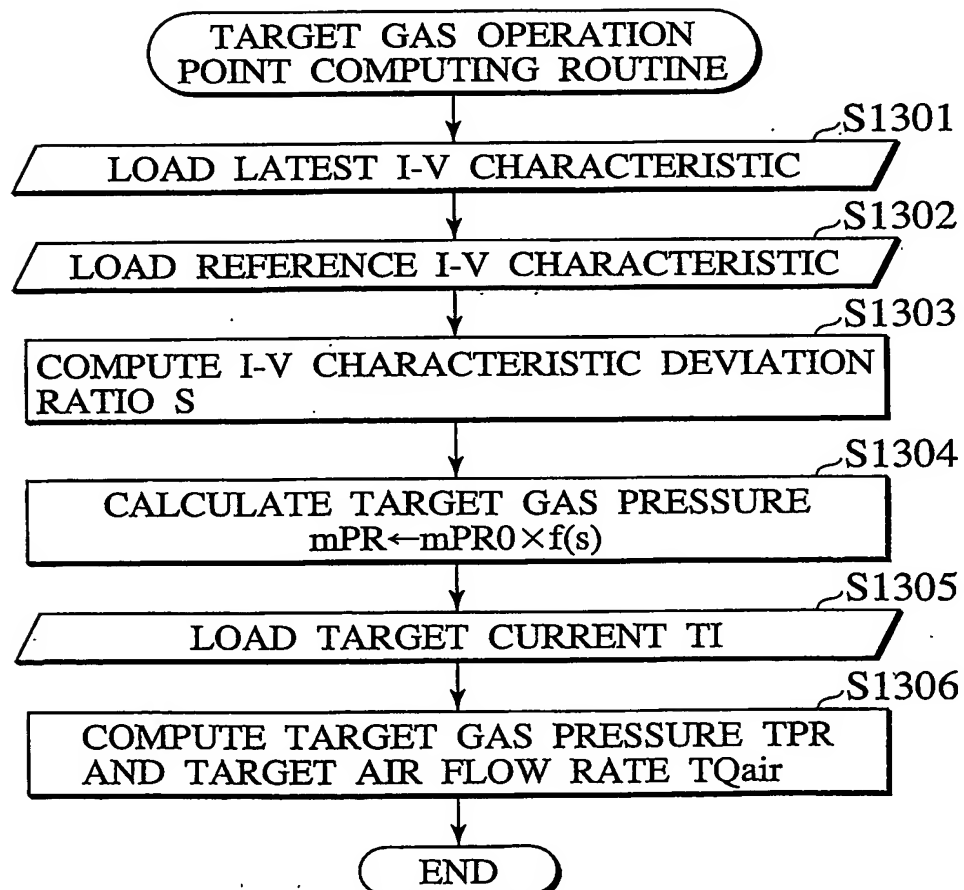 TARGET GAS OPERATION
POINT COMPUTING ROUTINE
S1301
LOAD LATEST I-V CHARACTERISTIC
S1302
LOAD REFERENCE I-V CHARACTERISTIC
S1303
COMPUTE I-V CHARACTERISTIC DEVIATION
RATIO S
S1304
CALCULATE TARGET GAS PRESSURE
mPR←mPR0×f(s)
S1305
LOAD TARGET CURRENT TI
S1306
COMPUTE TARGET GAS PRESSURE TPR
AND TARGET AIR FLOW RATE TQair
END